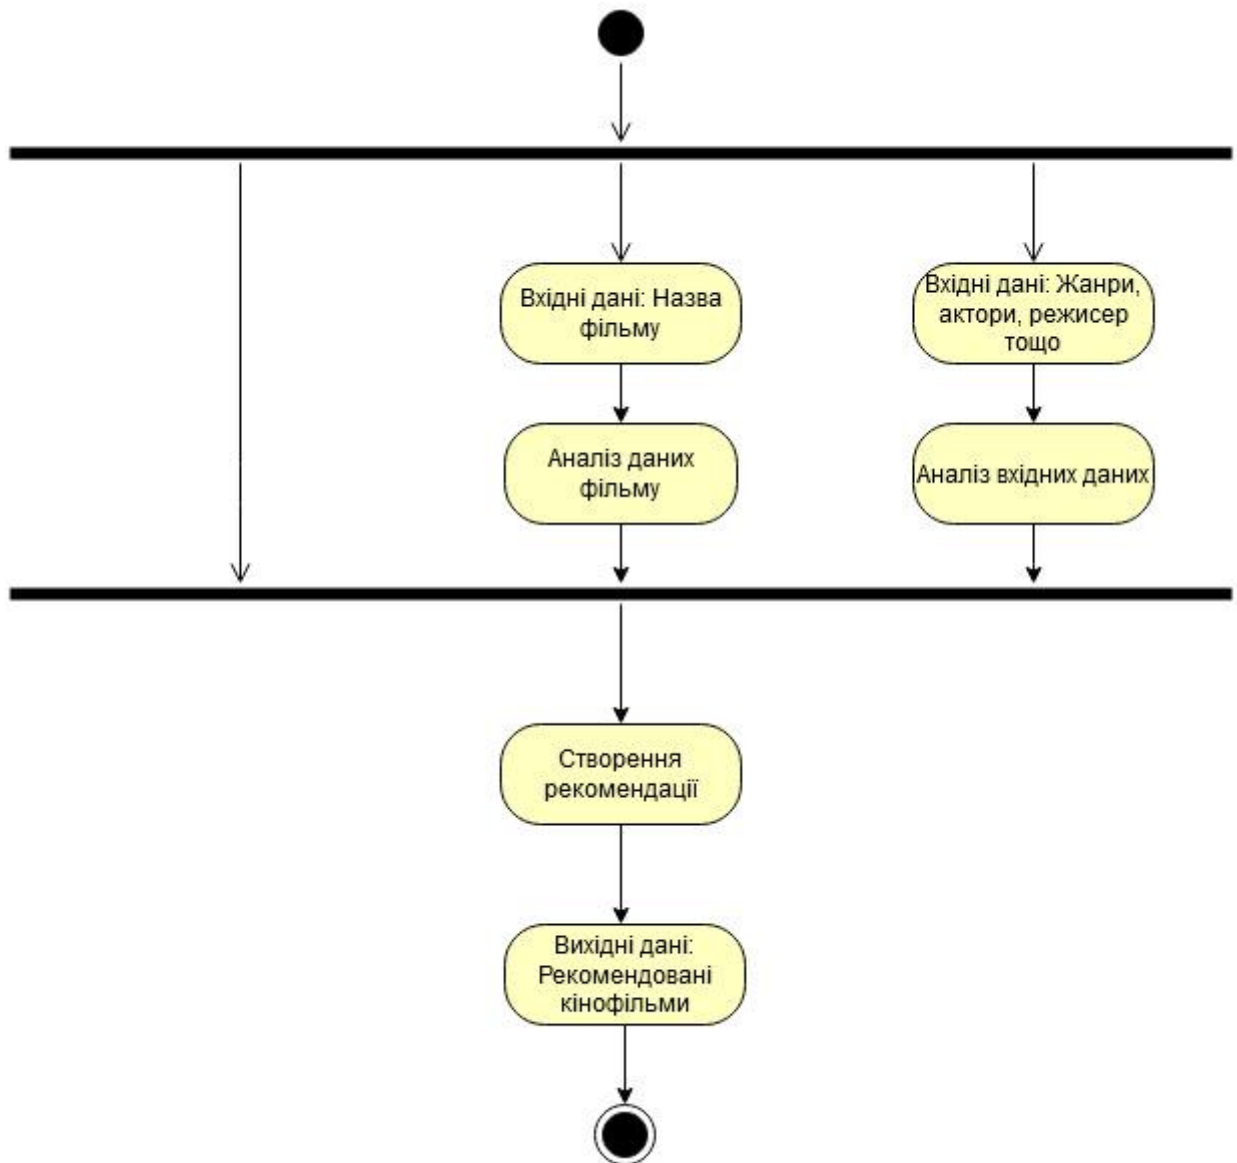 Вхідні дані: Назва
фільму
Вхідні дані: Жанри,
актори, режисер
тощо
Аналіз даних
фільму
Аналіз вхідних даних
Створення
рекомендації
Вихідні дані:
Рекомендовані
кінофільми